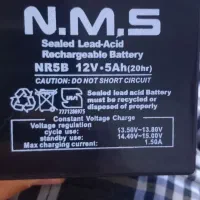 N.M.S
Sealed Lead-Acid
Rechargeable Battery
NR5B 12V•5Ah(20hr)
CAUTION: DO NOT SHORT CIRCUIT
Sealed lead acid Battery
must be recycled or
disposed of properly
Constant Voltage Charge
Voltage regulation
cycle use: 13.50V-13.80V
standby use: 14.40V-15.00V
Max charging current: 1.50A